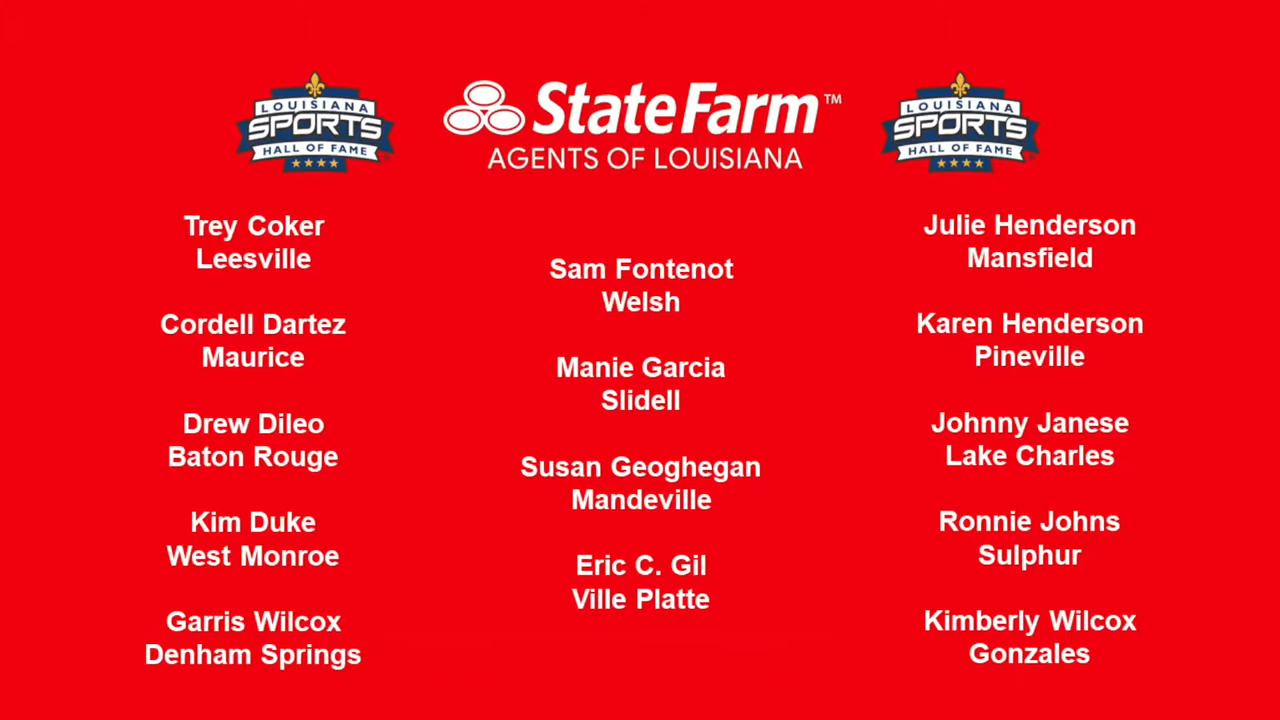 LOUISIANA
SPORTS
HALL OF FAME
StateFarm™
AGENTS OF LOUISIANA
LOUISIANA
SPORTS
HALL OF FAME
Trey Coker
Leesville
Cordell Dartez
Maurice
Drew Dileo
Baton Rouge
Kim Duke
West Monroe
Garris Wilcox
Denham Springs
Sam Fontenot
Welsh
Manie Garcia
Slidell
Susan Geoghegan
Mandeville
Eric C. Gil
Ville Platte
Julie Henderson
Mansfield
Karen Henderson
Pineville
Johnny Janese
Lake Charles
Ronnie Johns
Sulphur
Kimberly Wilcox
Gonzales